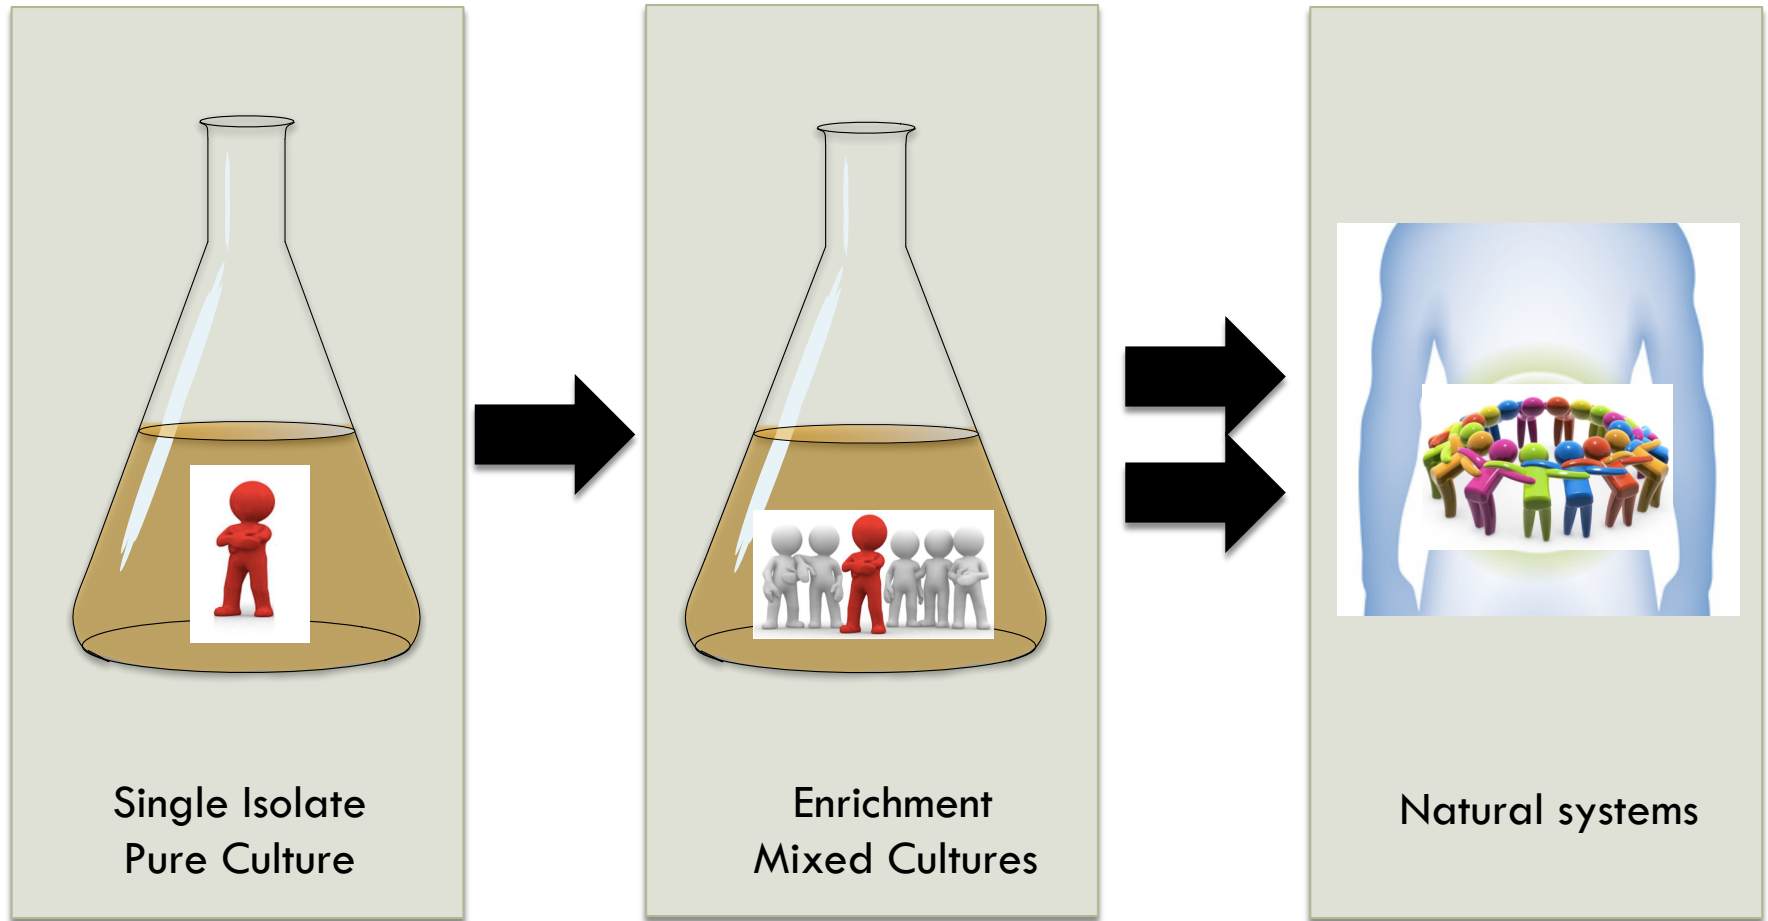 Single Isolate
Pure Culture
Enrichment
Mixed Cultures
Natural systems